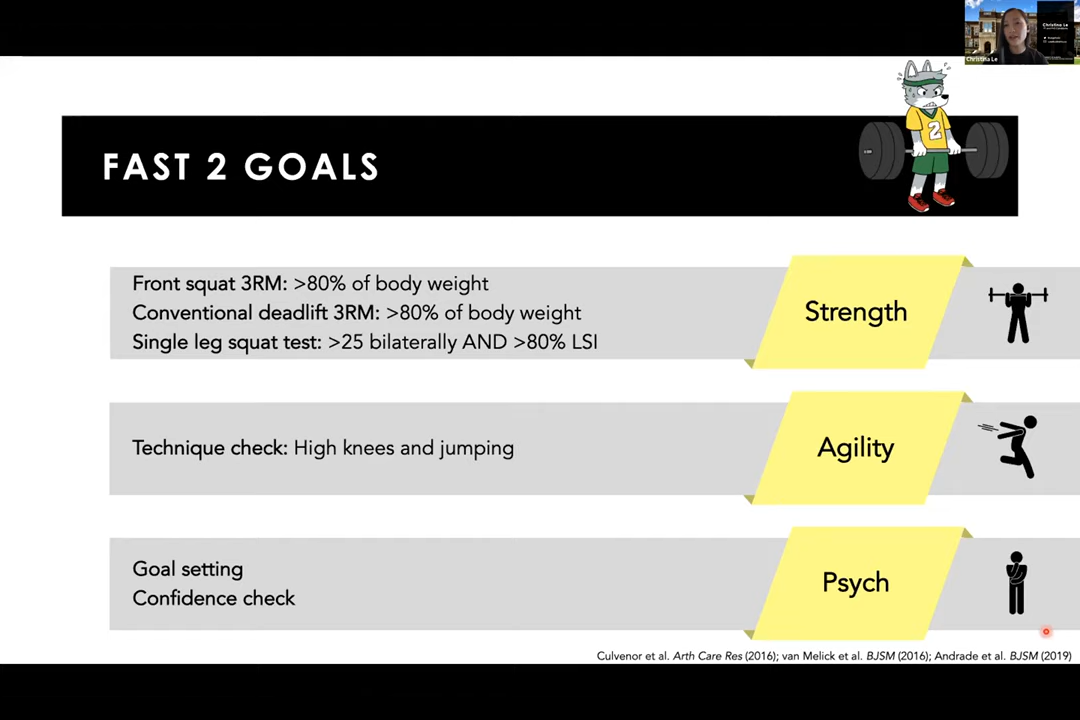 Christina Le
Christina Le
2
FAST 2 GOALS
Front squat 3RM: >80% of body weight
Conventional deadlift 3RM: >80% of body weight
Single leg squat test: >25 bilaterally AND >80% LSI
Strength
Technique check: High knees and jumping
Agility
Goal setting
Confidence check
Psych
Culvenor et al. Arth Care Res (2016); van Melick et al. BJSM (2016); Andrade et al. BJSM (2019)